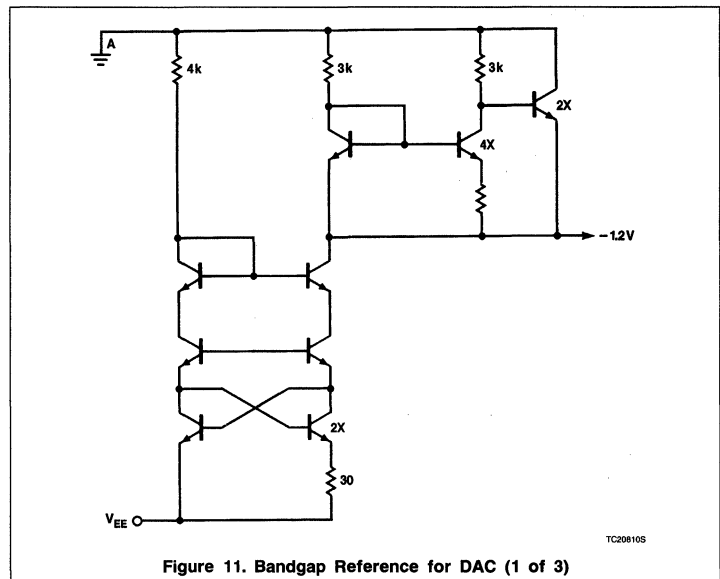 A
4k
3k
3k
2X
4X
−1.2V
2X
30
VEE
TC20810S
Figure 11. Bandgap Reference for DAC (1 of 3)